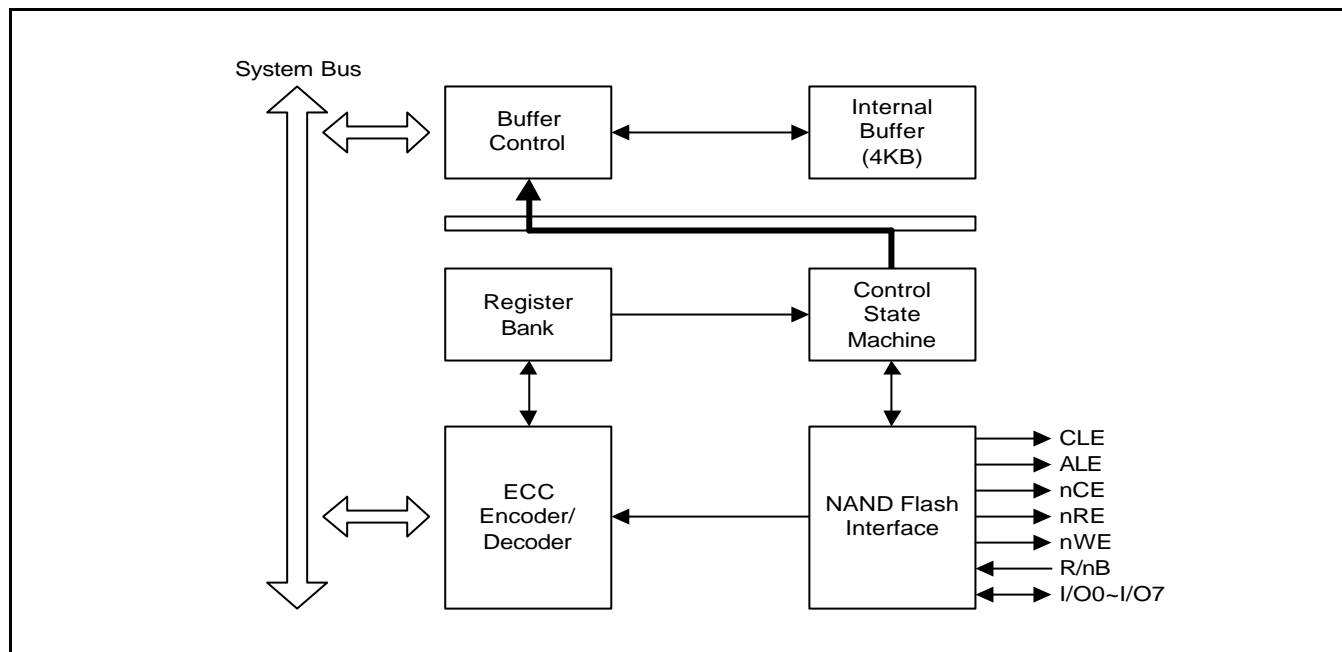 System Bus
Buffer
Control
Internal
Buffer
(4KB)
Register
Bank
Control
State
Machine
ECC
Encoder/
Decoder
NAND Flash
Interface
CLE
ALE
nCE
nRE
nWE
R/nB
I/O0~I/O7